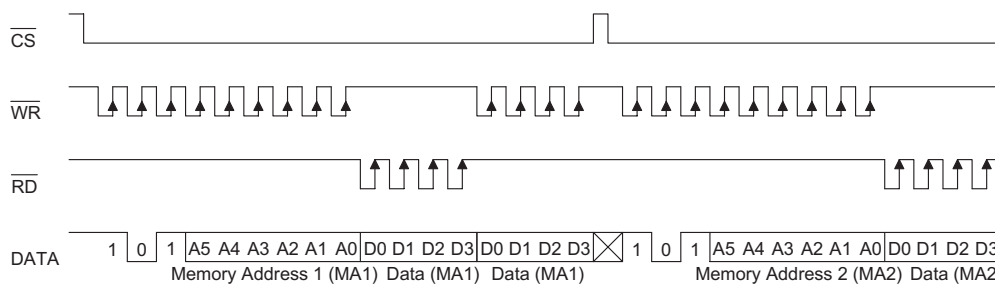 CS
WR
RD
DATA 1 0 1 A5 A4 A3 A2 A1 A0 D0 D1 D2 D3 D0 D1 D2 D3 1 0 1 A5 A4 A3 A2 A1 A0 D0 D1 D2 D3
Memory Address 1 (MA1) Data (MA1) Data (MA1) Memory Address 2 (MA2) Data (MA2